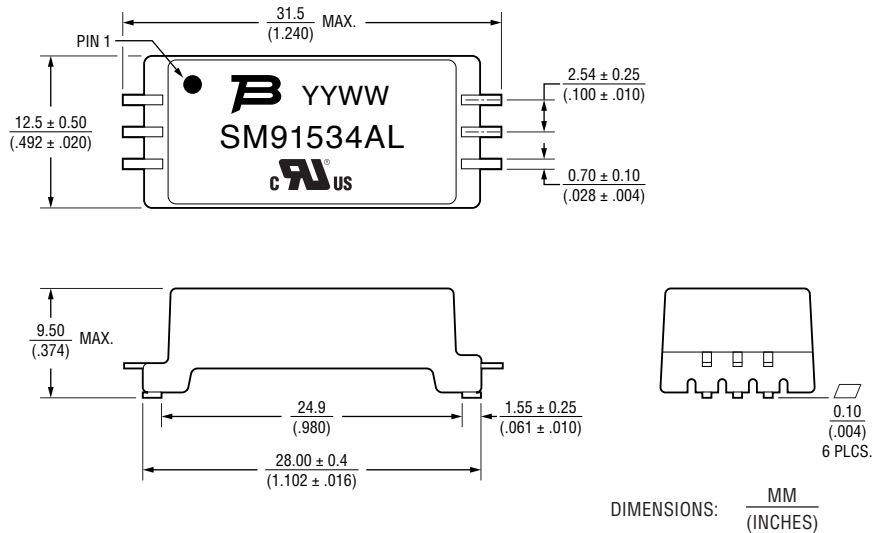 31.5
(1.240)
MAX.
PIN 1
YYWW
SM91534AL
C US
®
12.5 ± 0.50
(.492 ± .020)
2.54 ± 0.25
(.100 ± .010)
0.70 ± 0.10
(.028 ± .004)
9.50
(.374)
MAX.
24.9
(.980)
1.55 ± 0.25
(.061 ± .010)
28.00 ± 0.4
(1.102 ± .016)
0.10
(.004)
6 PLCS.
DIMENSIONS:
MM
(INCHES)